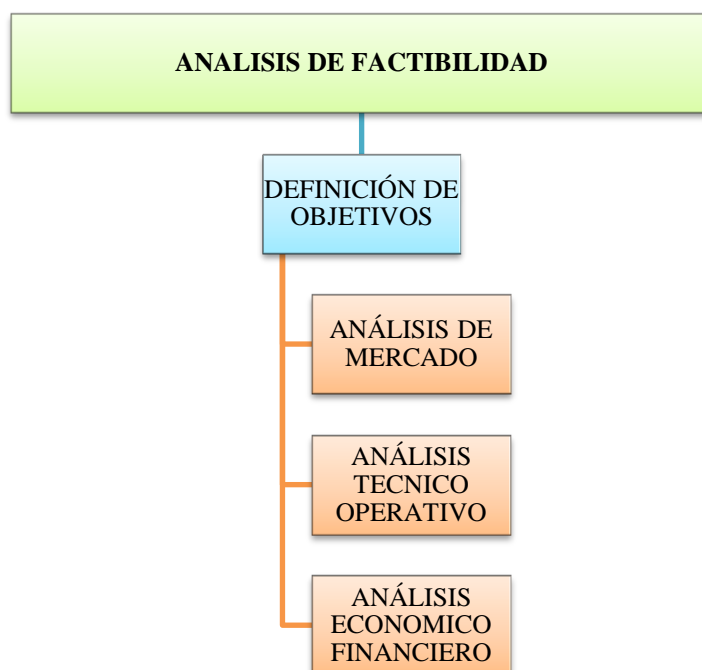 ANALISIS DE FACTIBILIDAD
DEFINICIÓN DE
OBJETIVOS
ANÁLISIS DE
MERCADO
ANÁLISIS
TECNICO
OPERATIVO
ANÁLISIS
ECONOMICO
FINANCIERO